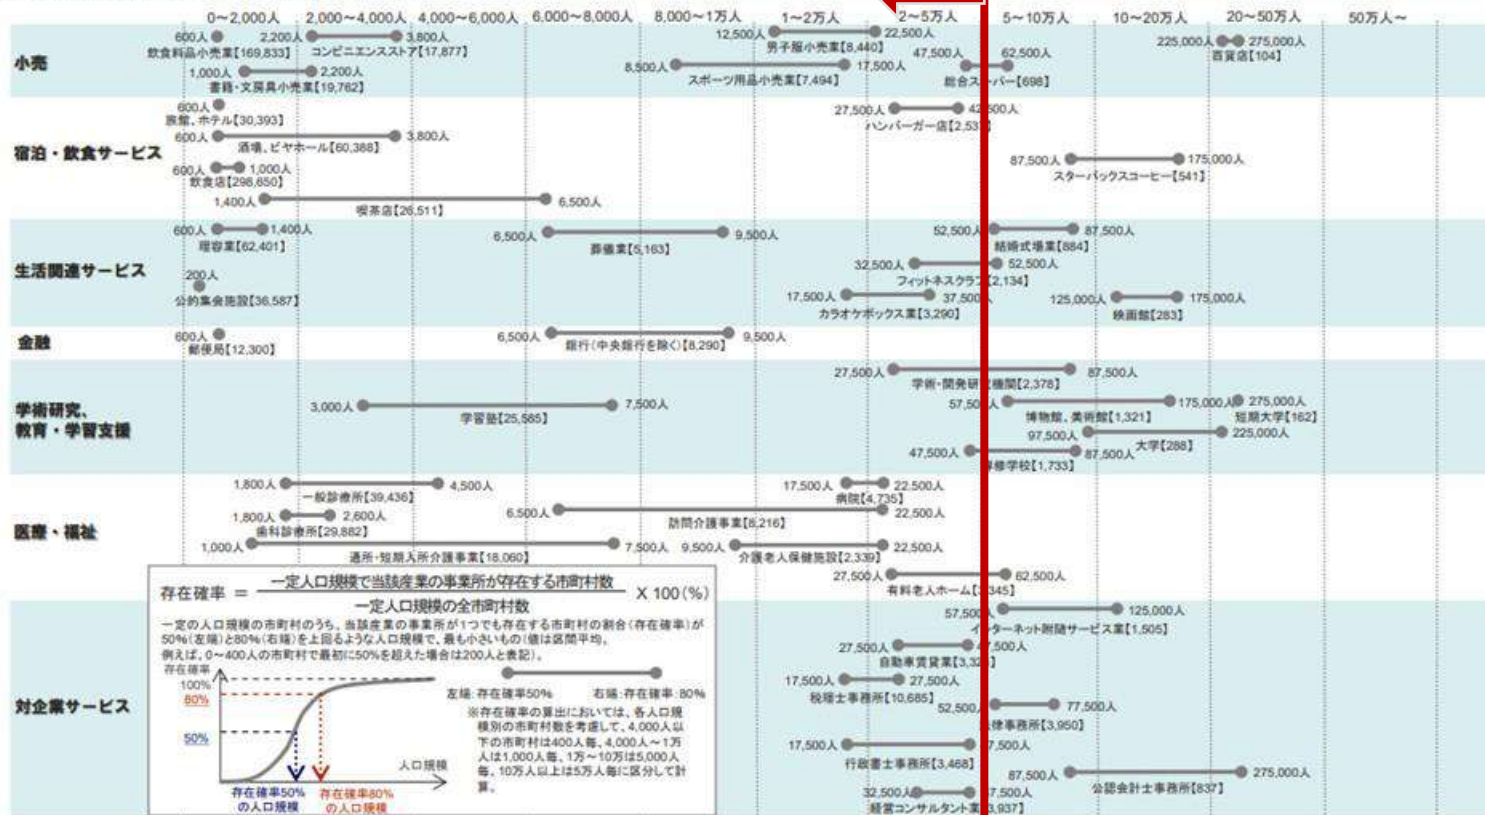 0～2,000人 2,000～4,000人 4,000～6,000人 6,000～8,000人 8,000～1万人 1～2万人 2～5万人 5～10万人 10～20万人 20～50万人 50万人～
小売
600人
飲食料品小売業【169,833】
2,200人 3,800人
コンビニエンスストア【17,877】
1,000人 2,200人
書籍・文房具小売業【19,762】
12,500人 22,500人
男子服小売業【8,440】
8,500人 17,500人
スポーツ用品小売業【7,494】
47,500人 62,500人
総合スーパー【698】
225,000人 275,000人
百貨店【104】
宿泊・飲食サービス
600人
旅館、ホテル【30,393】
600人 3,800人
酒場、ビヤホール【60,388】
600人 1,000人
飲食店【298,650】
1,400人 6,500人
喫茶店【26,511】
27,500人
ハンバーガー店
87,500人 175,000人
スターバックスコーヒー【541】
生活関連サービス
600人 1,400人
理容業【62,401】
200人
公的集会施設【36,587】
6,500人 9,500人
葬儀業【5,163】
52,500人 87,500人
結婚式場業【884】
32,500人 52,500人
フィットネスクラブ【2,134】
17,500人 37,500人
カラオケボックス業【3,290】
125,000人 175,000人
映画館【283】
金融
600人
郵便局【12,300】
6,500人 9,500人
銀行（中央銀行を除く）【8,290】
学術研究、
教育・学習支援
27,500人 87,500人
学術・開発研究機関【2,378】
3,000人 7,500人
学習塾【25,565】
57,500人 175,000人
博物館、美術館【1,321】
275,000人
短期大学【162】
97,500人 225,000人
大学【288】
47,500人 87,500人
修学校【1,733】
医療・福祉
1,800人 4,500人
一般診療所【39,436】
1,800人 2,600人
歯科診療所【29,882】
1,000人 7,500人
通所・短期入所介護事業【18,060】
17,500人 22,500人
病院【4,735】
6,500人 22,500人
訪問介護事業【8,216】
9,500人 22,500人
介護老人保健施設【2,339】
27,500人 62,500人
有料老人ホーム
対企業サービス
57,500人 125,000人
インターネット附随サービス業【1,505】
27,500人
自動車賃貸業
17,500人 27,500人
税理士事務所【10,685】
52,500人 77,500人
律事務所【3,950】
17,500人 7,500人
行政書士事務所【3,468】
87,500人 275,000人
公認会計士事務所【837】
32,500人 7,500人
経営コンサルタント業 3,937】
存在確率 ＝ 一定人口規模で当該産業の事業所が存在する市町村数 X 100（％）
一定人口規模の全市町村数
一定の人口規模の市町村のうち、当該産業の事業所が1つでも存在する市町村の割合（存在確率）が
50%（左端）と80%（右端）を上回るような人口規模で、最も小さいもの（値は区間平均。
例えば、0～400人の市町村で最初に50%を超えた場合は200人と表記）。
存在確率
100%
80%
50%
人口規模
存在確率50%
の人口規模
存在確率80%
の人口規模
左端：存在確率50% 右端：存在確率：80%
※存在確率の算出においては、各人口規
模別の市町村数を考慮して、4,000人以
下の市町村は400人毎、4,000人～1万
人は1,000人毎、1万～10万は5,000人
毎、10万人以上は5万人毎に区分して計
算。